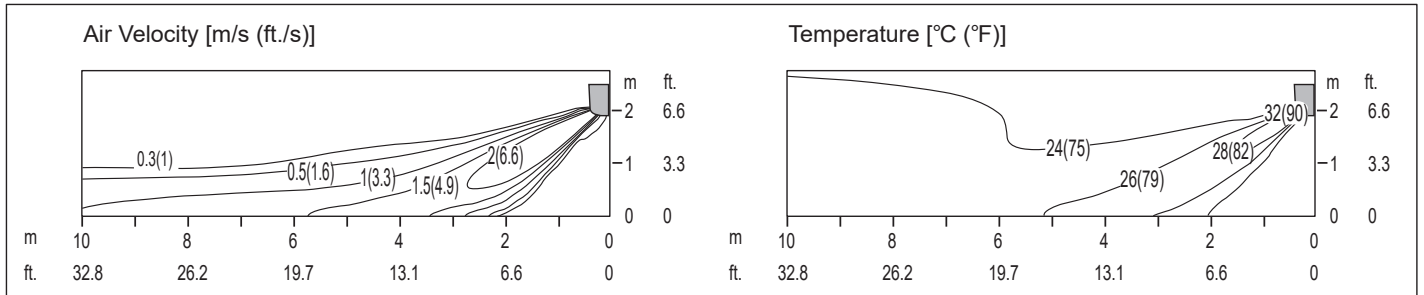 Air Velocity [m/s (ft./s)]
0.3(1)
0.5(1.6)
1(3.3)
1.5(4.9)
2(6.6)
m ft.
2 6.6
1 3.3
0 0
m 10 8 6 4 2 0
ft. 32.8 26.2 19.7 13.1 6.6 0
Temperature [°C (°F)]
24(75)
26(79)
28(82)
32(90)
m ft.
2 6.6
1 3.3
0 0
m 10 8 6 4 2 0
ft. 32.8 26.2 19.7 13.1 6.6 0